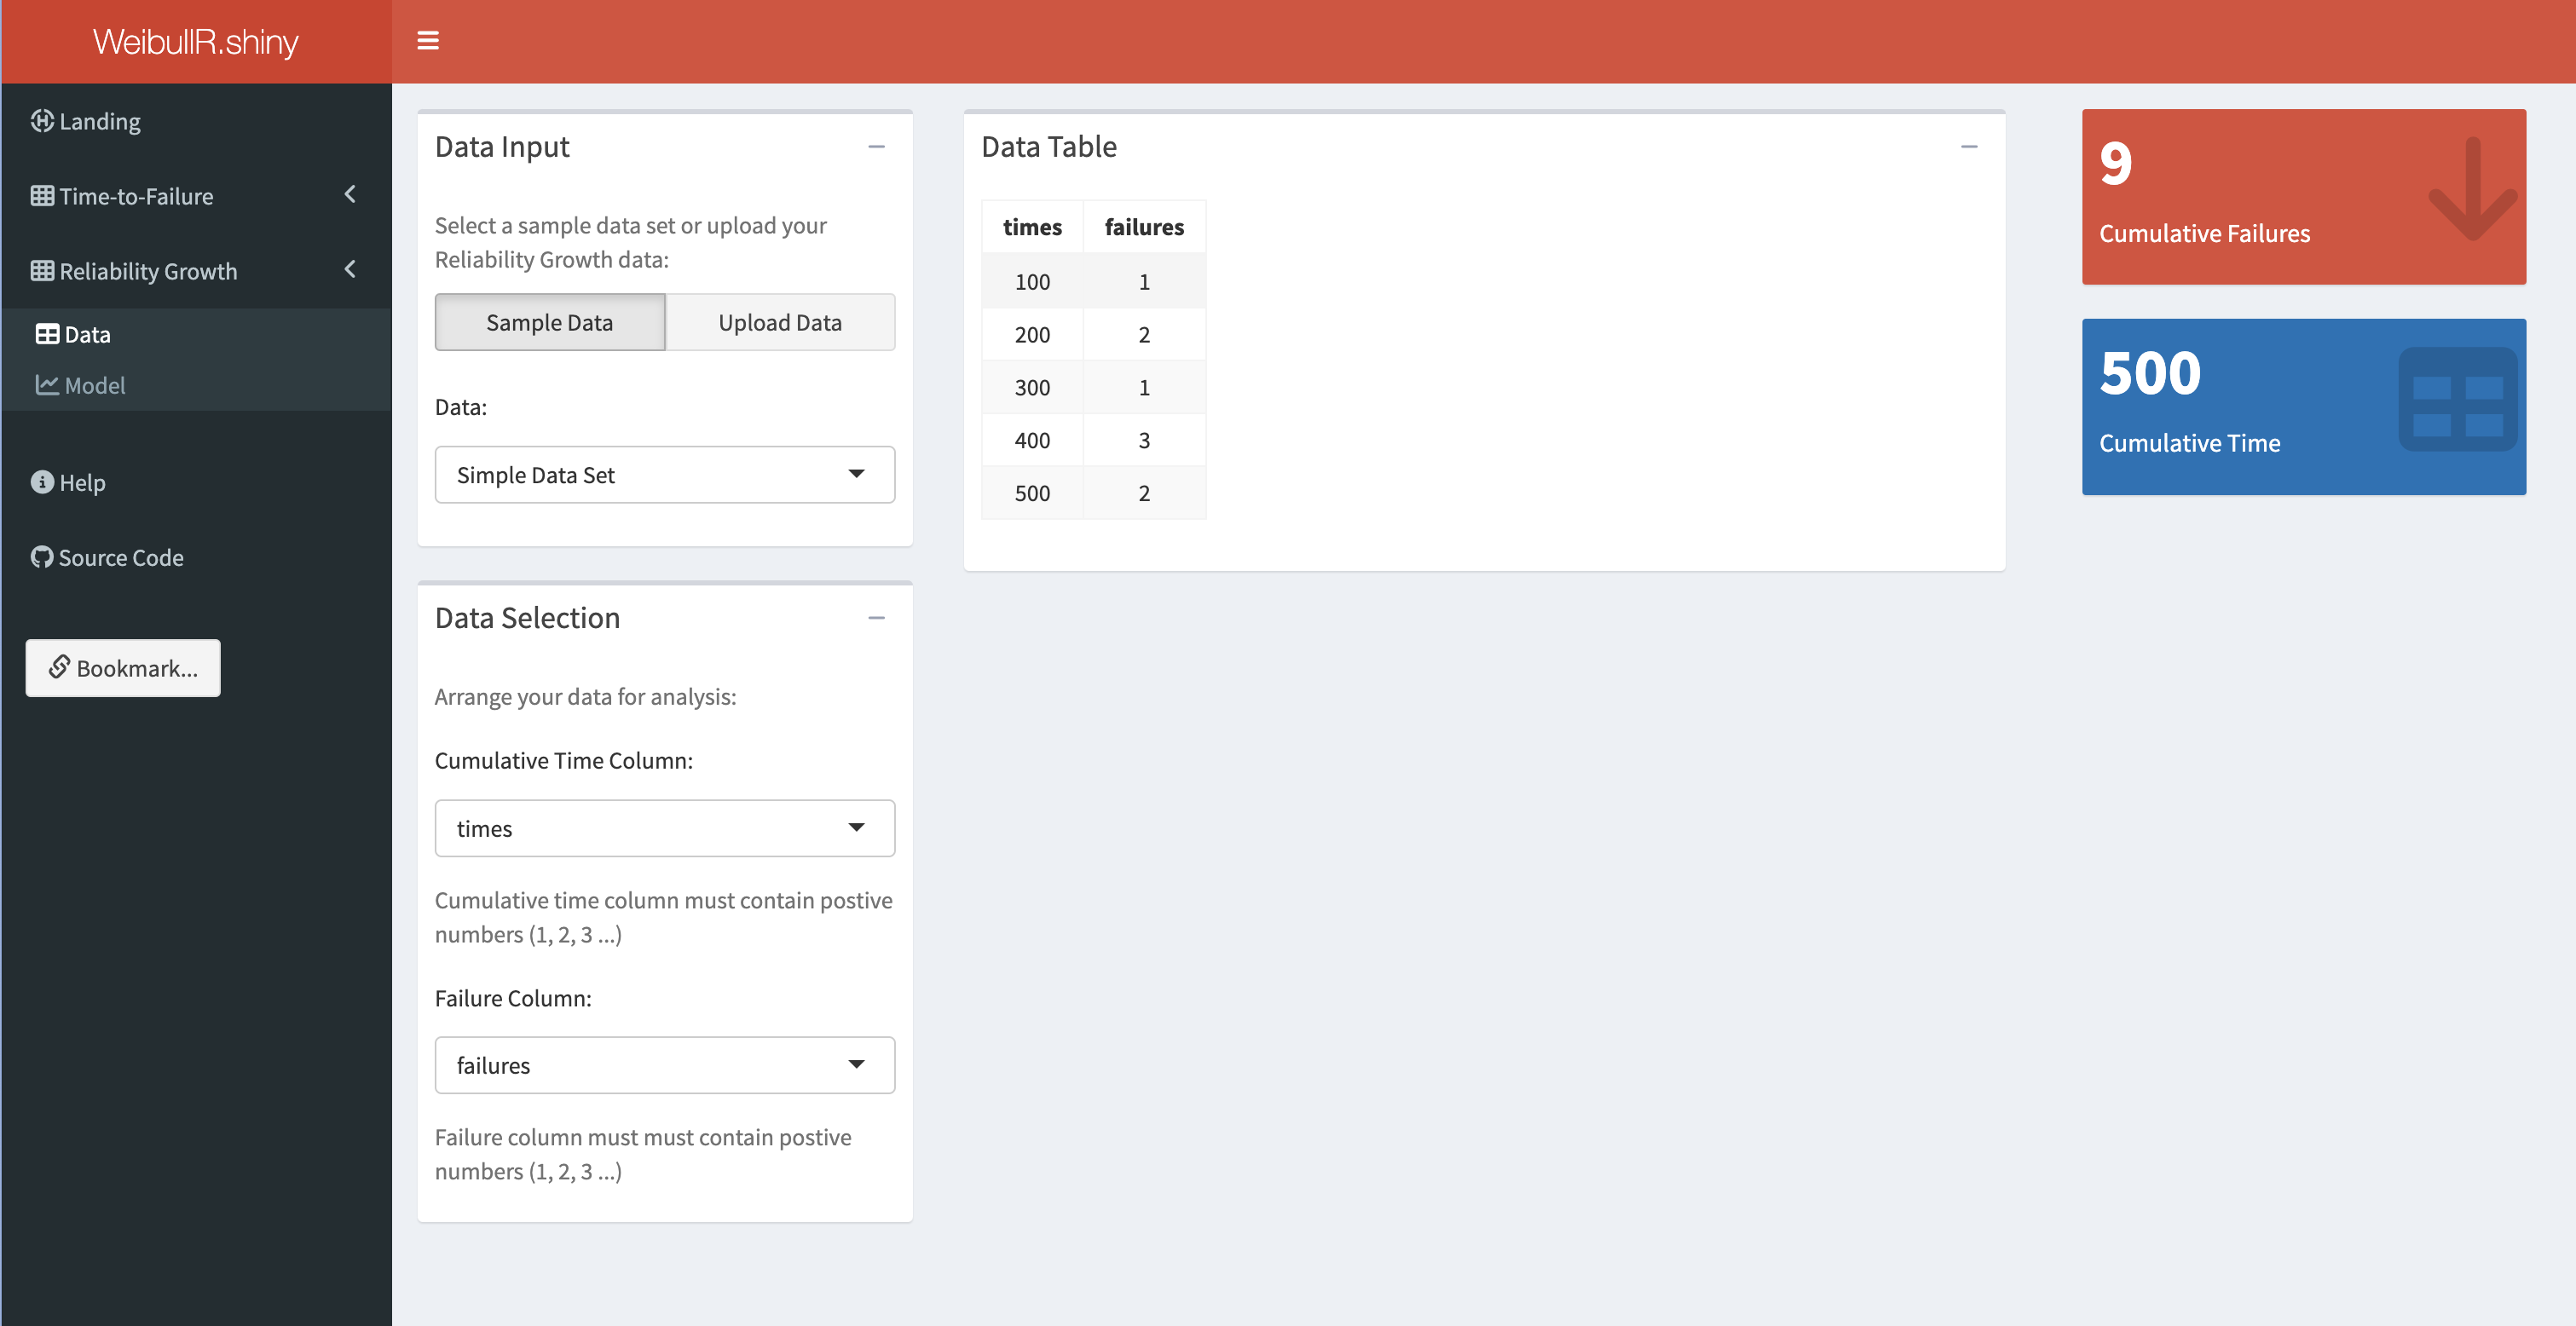 WeibullR.shiny
Landing
Time-to-Failure
Reliability Growth
Data
Model
Help
Source Code
Bookmark...
Data Input
Select a sample data set or upload your
Reliability Growth data:
Sample Data Upload Data
Data:
Simple Data Set
Data Selection
Arrange your data for analysis:
Cumulative Time Column:
times
Cumulative time column must contain postive
numbers (1, 2, 3 ...)
Failure Column:
failures
Failure column must must contain postive
numbers (1, 2, 3 ...)
Data Table
times failures
100 1
200 2
300 1
400 3
500 2
9
Cumulative Failures
500
Cumulative Time